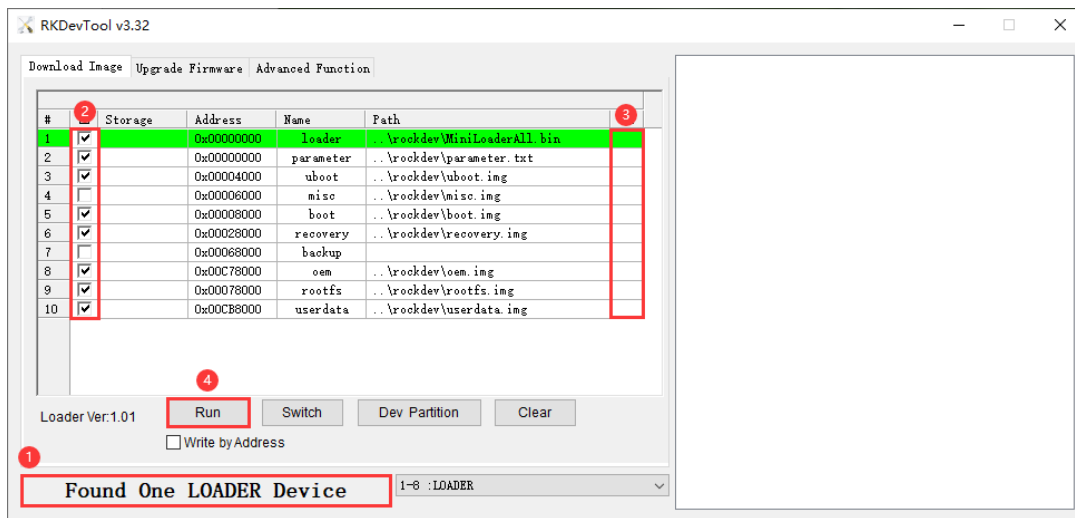 RKDevTool v3.32
Download Image Upgrade Firmware Advanced Function
# 2 Storage Address Name Path 3
1 0x00000000 loader ..\rockdev\MiniLoaderAll.bin
2 0x00000000 parameter ..\rockdev\parameter.txt
3 0x00004000 uboot ..\rockdev\uboot.img
4 0x00006000 misc ..\rockdev\misc.img
5 0x00008000 boot ..\rockdev\boot.img
6 0x00028000 recovery ..\rockdev\recovery.img
7 0x00068000 backup
8 0x00C78000 oem ..\rockdev\oem.img
9 0x00078000 rootfs ..\rockdev\rootfs.img
10 0x00CB8000 userdata ..\rockdev\userdata.img
4
Loader Ver:1.01 Run Switch Dev Partition Clear
Write by Address
1
Found One LOADER Device 1-8 :LOADER